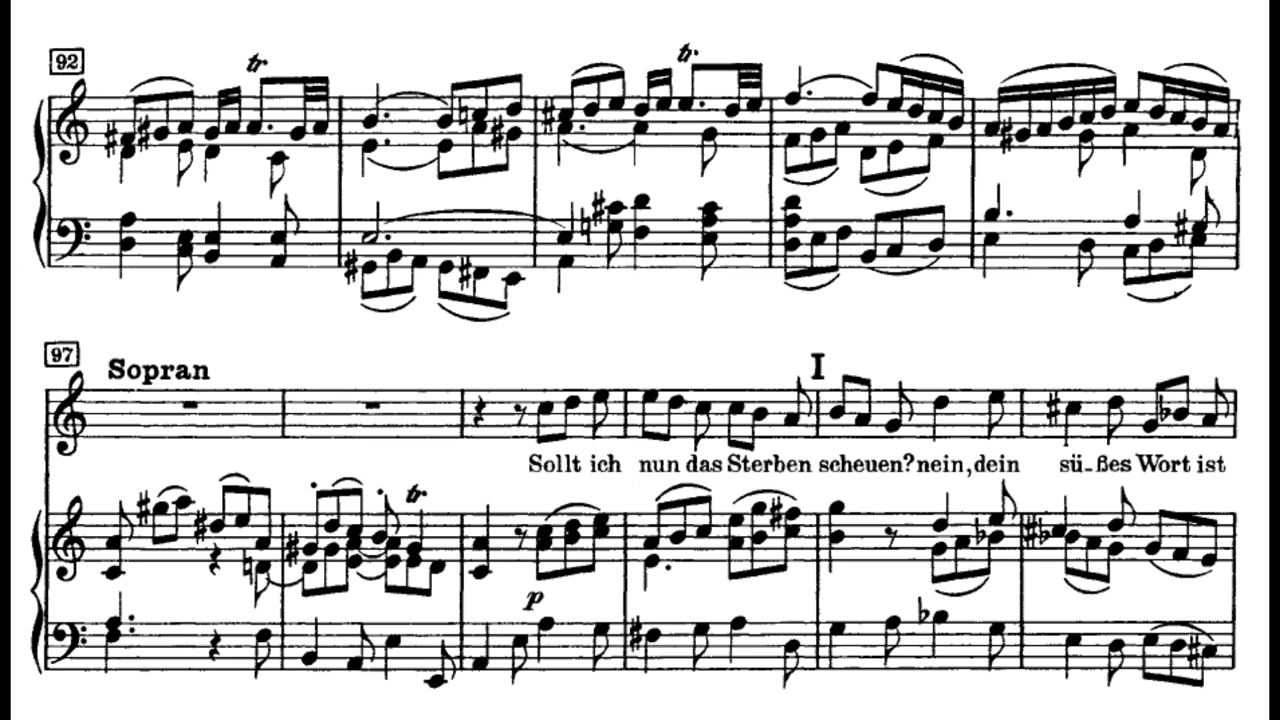 92
tr.
tr.
97
Sopran
I
Sollt ich nun das Sterben scheuen? nein, dein sü-ßes Wort ist
tr.
p